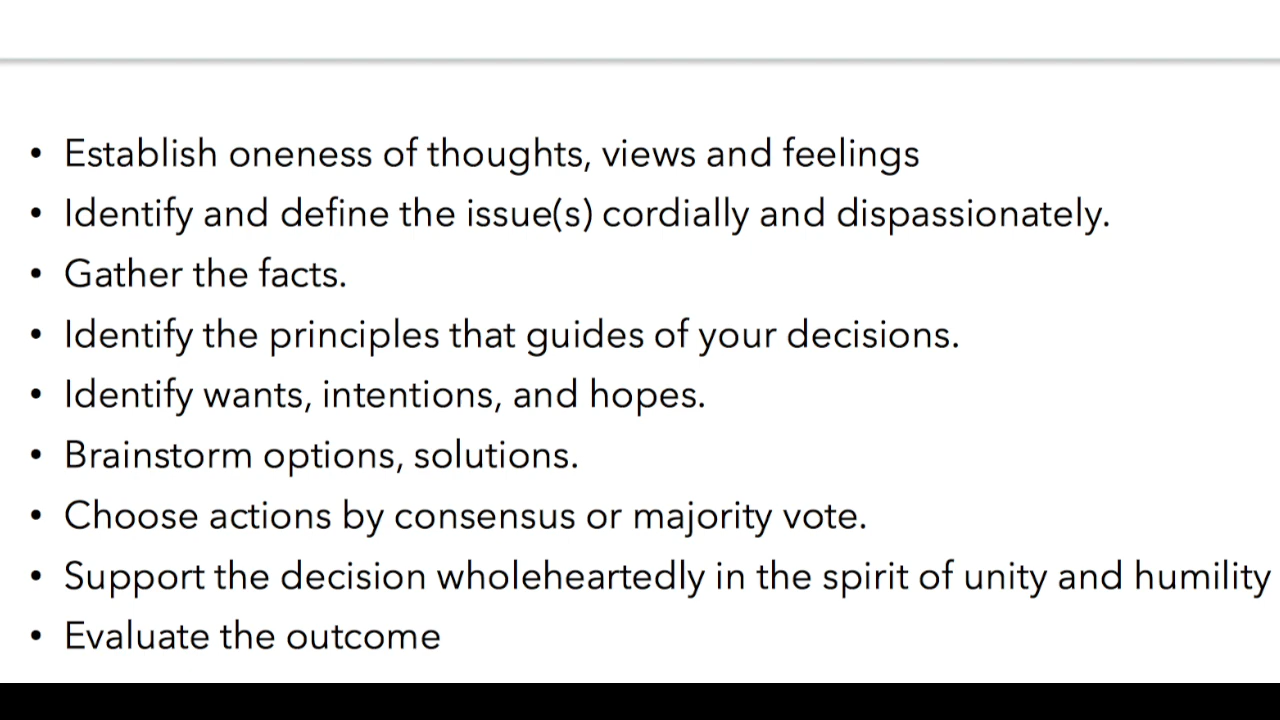 • Establish oneness of thoughts, views and feelings
• Identify and define the issue(s) cordially and dispassionately.
• Gather the facts.
• Identify the principles that guides of your decisions.
• Identify wants, intentions, and hopes.
• Brainstorm options, solutions.
• Choose actions by consensus or majority vote.
• Support the decision wholeheartedly in the spirit of unity and humility
• Evaluate the outcome